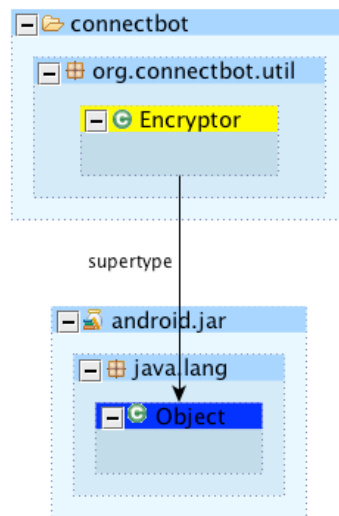 connectbot
org.connectbot.util
Encryptor
supertype
android.jar
java.lang
Object